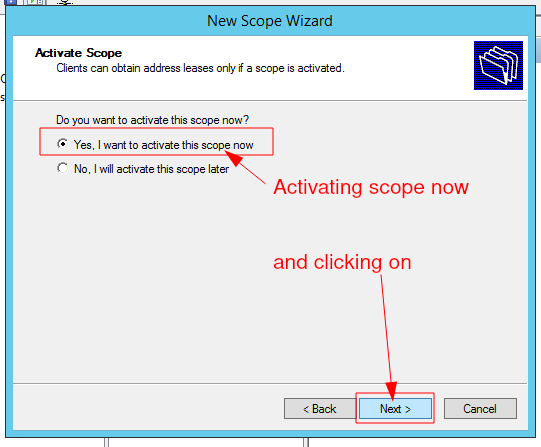 New Scope Wizard
Activate Scope
Clients can obtain address leases only if a scope is activated.
Do you want to activate this scope now?
Yes, I want to activate this scope now
No, I will activate this scope later
Activating scope now
and clicking on
< Back
Next >
Cancel